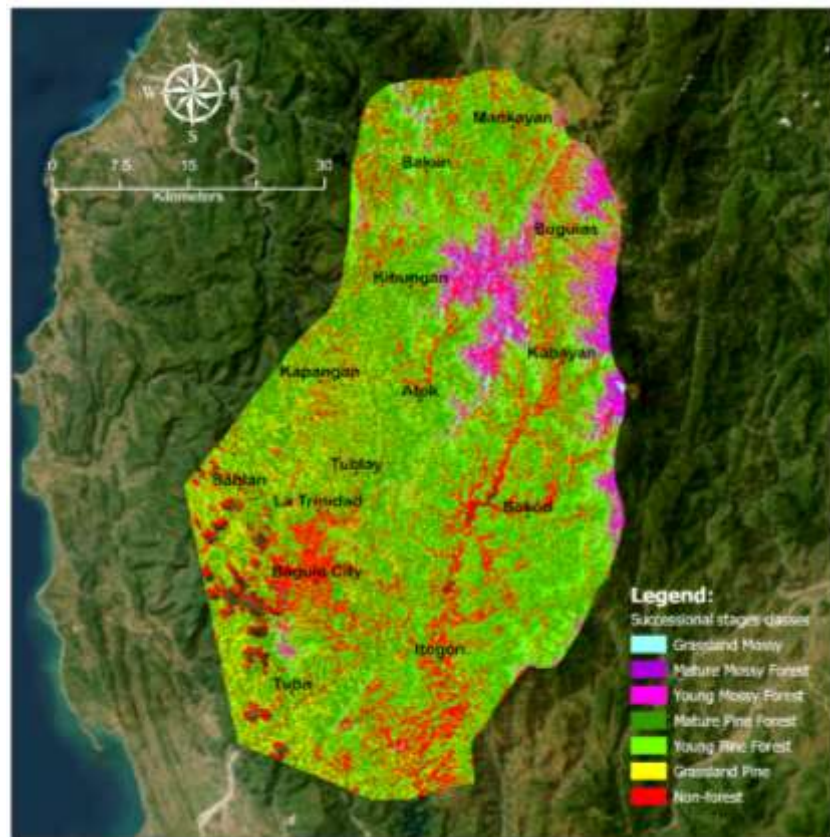 N
W E
S
0 7.5 15 30
Kilometers
Mankayan
Bakun
Buguias
Kibungan
Kabayan
Kapangan
Atok
Tublay
Sablan
La Trinidad
Bokod
Baguio City
Itogon
Tuba
Legend:
Successional stages classes
Grassland Mossy
Mature Mossy Forest
Young Mossy Forest
Mature Pine Forest
Young Pine Forest
Grassland Pine
Non-forest